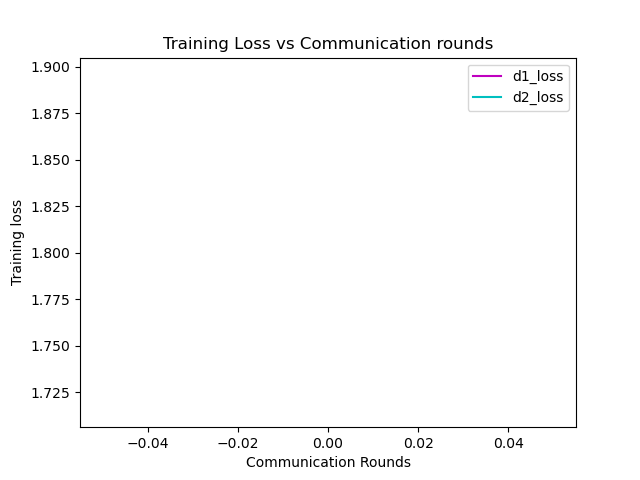 Training Loss vs Communication rounds
d1_loss
d2_loss
1.900
1.875
1.850
1.825
1.800
1.775
1.750
1.725
Training loss
−0.04 −0.02 0.00 0.02 0.04
Communication Rounds